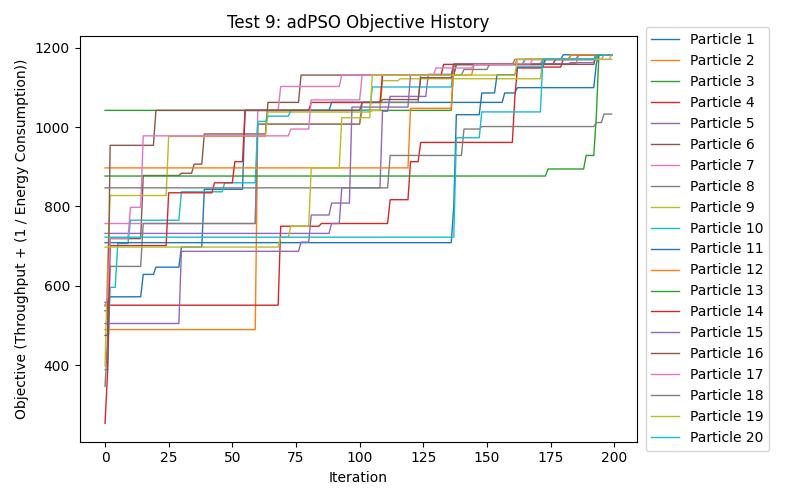 Test 9: adPSO Objective History
Objective (Throughput + (1 / Energy Consumption))
1200
1000
800
600
400
0 25 50 75 100 125 150 175 200
Iteration
Particle 1
Particle 2
Particle 3
Particle 4
Particle 5
Particle 6
Particle 7
Particle 8
Particle 9
Particle 10
Particle 11
Particle 12
Particle 13
Particle 14
Particle 15
Particle 16
Particle 17
Particle 18
Particle 19
Particle 20